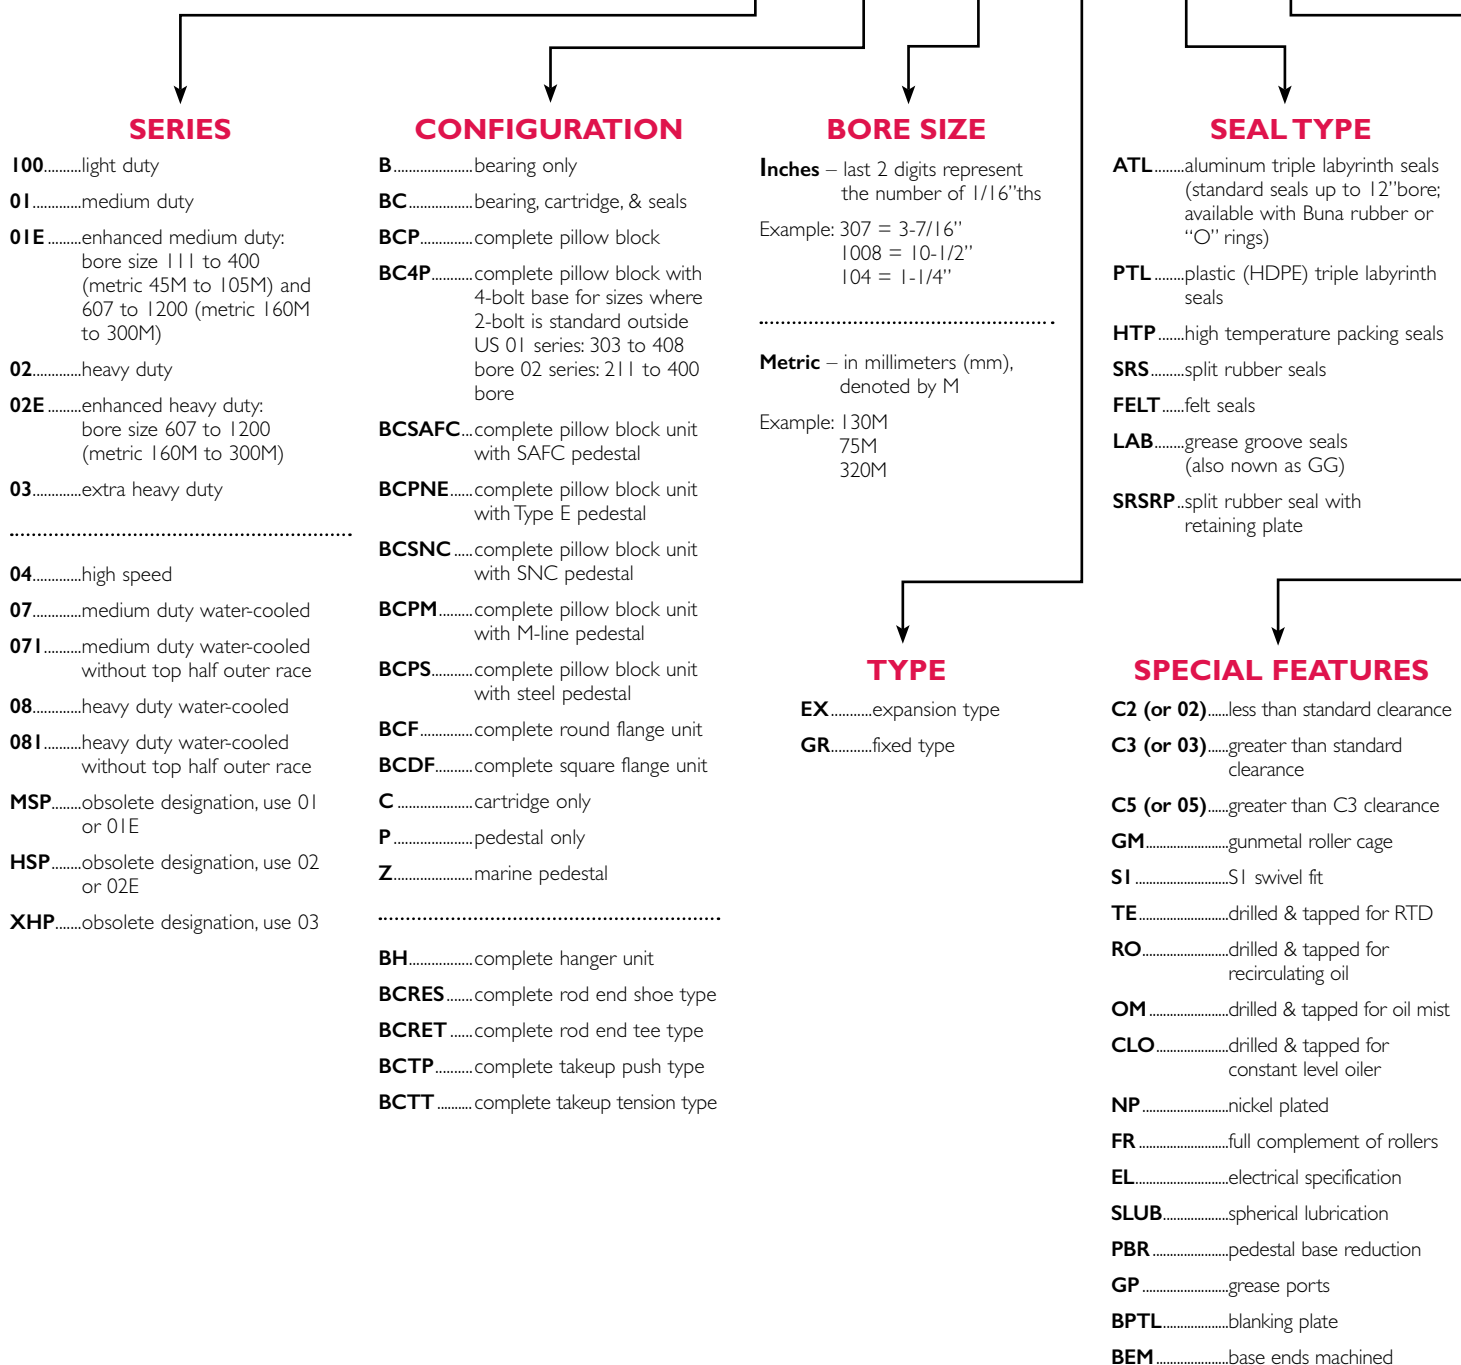 SERIES
100..........light duty
01.............medium duty
01E.........enhanced medium duty:
bore size 111 to 400
(metric 45M to 105M) and
607 to 1200 (metric 160M
to 300M)
02.............heavy duty
02E.........enhanced heavy duty:
bore size 607 to 1200
(metric 160M to 300M)
03.............extra heavy duty
04.............high speed
07.............medium duty water-cooled
071..........medium duty water-cooled
without top half outer race
08.............heavy duty water-cooled
081..........heavy duty water-cooled
without top half outer race
MSP........obsolete designation, use 01
or 01E
HSP........obsolete designation, use 02
or 02E
XHP.......obsolete designation, use 03
CONFIGURATION
B.....................bearing only
BC.................bearing, cartridge, & seals
BCP..............complete pillow block
BC4P...........complete pillow block with
4-bolt base for sizes where
2-bolt is standard outside
US 01 series: 303 to 408
bore 02 series: 211 to 400
bore
BCSAFC...complete pillow block unit
with SAFC pedestal
BCPNE......complete pillow block unit
with Type E pedestal
BCSNC.....complete pillow block unit
with SNC pedestal
BCPM.........complete pillow block unit
with M-line pedestal
BCPS...........complete pillow block unit
with steel pedestal
BCF...............complete round flange unit
BCDF..........complete square flange unit
C....................cartridge only
P.....................pedestal only
Z.....................marine pedestal
BH.................complete hanger unit
BCRES.......complete rod end shoe type
BCRET......complete rod end tee type
BCTP..........complete takeup push type
BCTT..........complete takeup tension type
BORE SIZE
Inches – last 2 digits represent
the number of 1/16”ths
Example: 307 = 3-7/16”
1008 = 10-1/2”
104 = 1-1/4”
Metric – in millimeters (mm),
denoted by M
Example: 130M
75M
320M
TYPE
EX...........expansion type
GR...........fixed type
SEAL TYPE
ATL........aluminum triple labyrinth seals
(standard seals up to 12”bore;
available with Buna rubber or
“O” rings)
PTL........plastic (HDPE) triple labyrinth
seals
HTP.......high temperature packing seals
SRS.........split rubber seals
FELT......felt seals
LAB........grease groove seals
(also nown as GG)
SRSRP..split rubber seal with
retaining plate
SPECIAL FEATURES
C2 (or 02)......less than standard clearance
C3 (or 03)......greater than standard
clearance
C5 (or 05)......greater than C3 clearance
GM........................gunmetal roller cage
S1...........................S1 swivel fit
TE..........................drilled & tapped for RTD
RO.........................drilled & tapped for
recirculating oil
OM.......................drilled & tapped for oil mist
CLO.....................drilled & tapped for
constant level oiler
NP.........................nickel plated
FR..........................full complement of rollers
EL...........................electrical specification
SLUB...................spherical lubrication
PBR......................pedestal base reduction
GP.........................grease ports
BPTL...................blanking plate
BEM.....................base ends machined